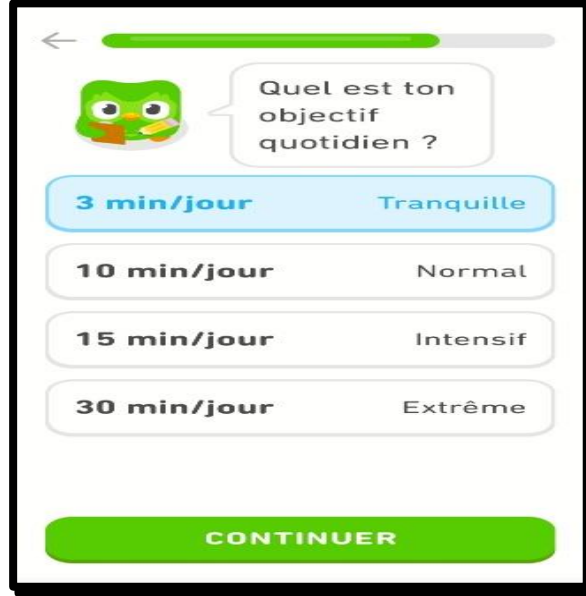 Quel est ton
objectif
quotidien ?
3 min/jour Tranquille
10 min/jour Normal
15 min/jour Intensif
30 min/jour Extrême
CONTINUER